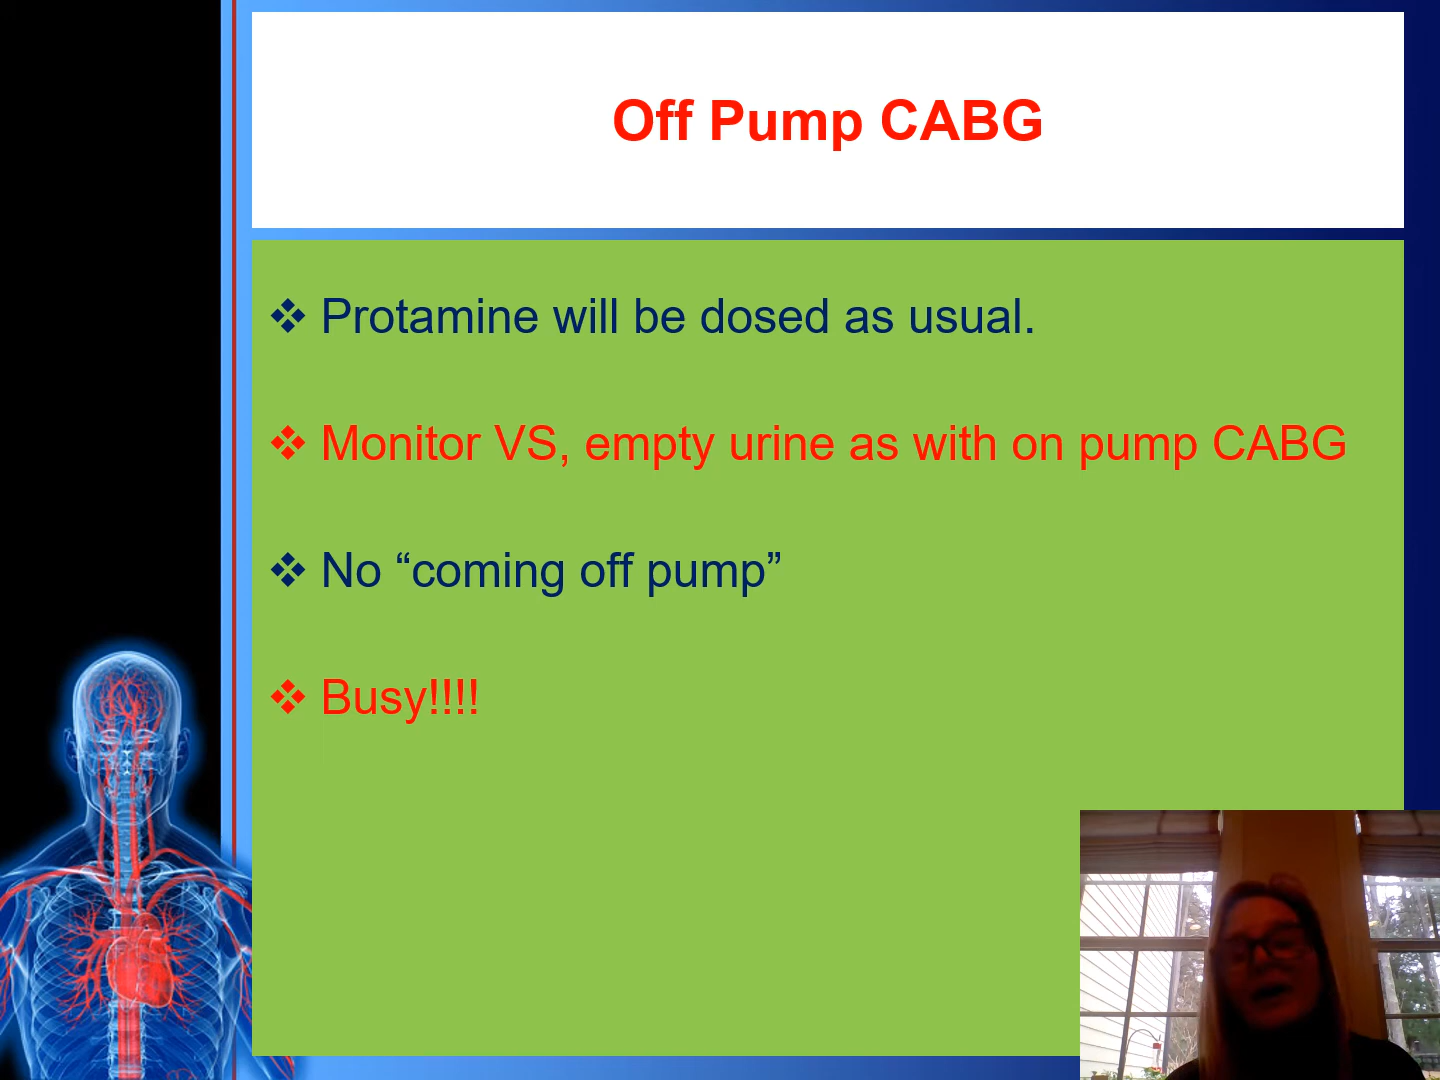 Off Pump CABG
❖ Protamine will be dosed as usual.
❖ Monitor VS, empty urine as with on pump CABG
❖ No “coming off pump”
❖ Busy!!!!